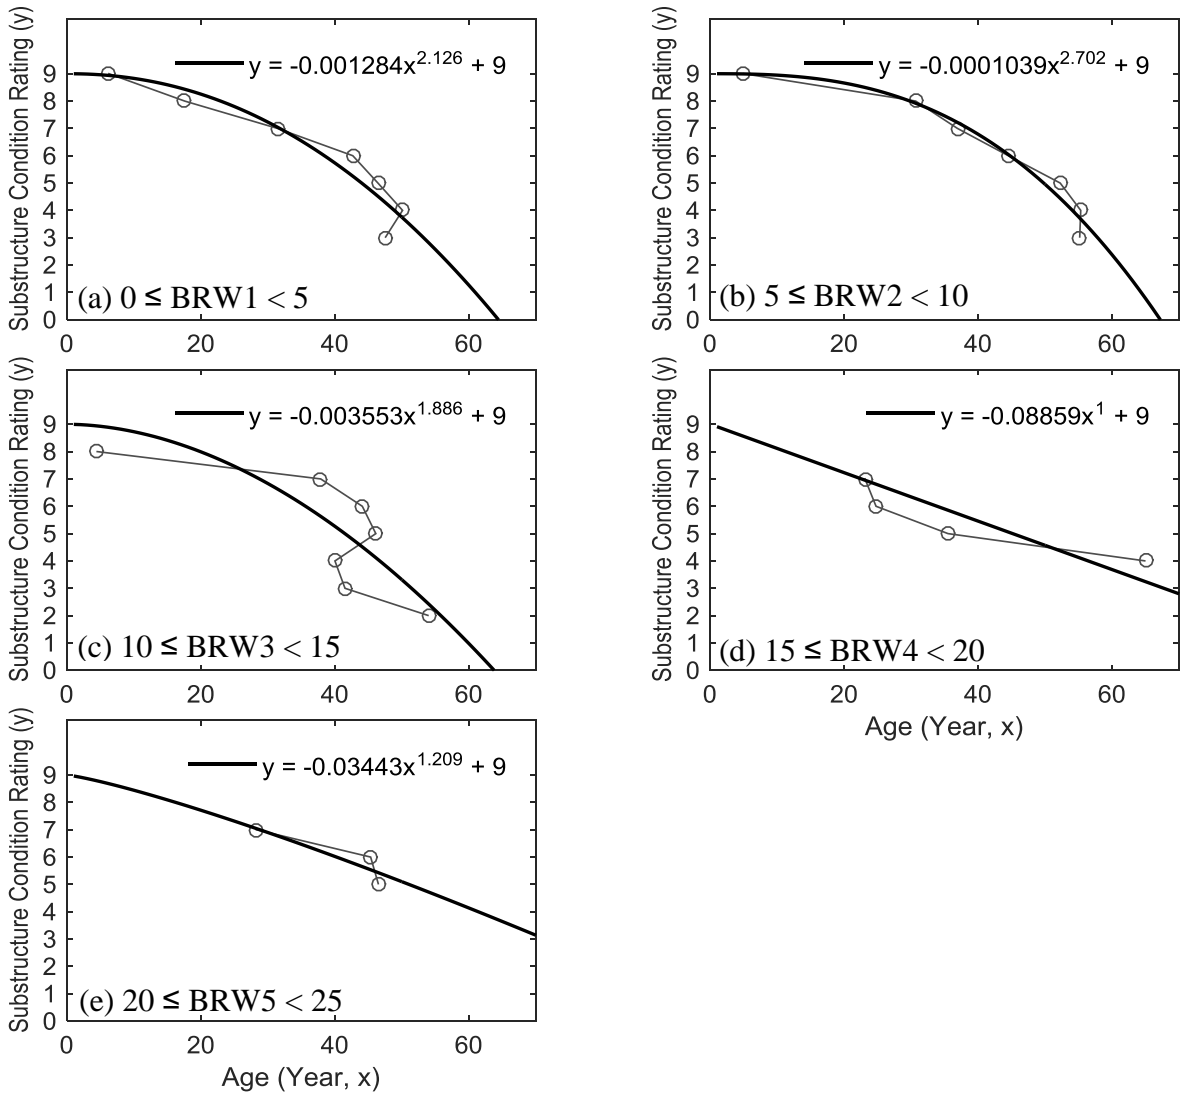 Substructure Condition Rating (y)
9
8
7
6
5
4
3
2
1
0
y = -0.001284x^2.126 + 9
(a) 0 ≤ BRW1 < 5
0 20 40 60
Substructure Condition Rating (y)
9
8
7
6
5
4
3
2
1
0
y = -0.0001039x^2.702 + 9
(b) 5 ≤ BRW2 < 10
0 20 40 60
Substructure Condition Rating (y)
9
8
7
6
5
4
3
2
1
0
y = -0.003553x^1.886 + 9
(c) 10 ≤ BRW3 < 15
0 20 40 60
Substructure Condition Rating (y)
9
8
7
6
5
4
3
2
1
0
y = -0.08859x^1 + 9
(d) 15 ≤ BRW4 < 20
0 20 40 60
Age (Year, x)
Substructure Condition Rating (y)
9
8
7
6
5
4
3
2
1
0
y = -0.03443x^1.209 + 9
(e) 20 ≤ BRW5 < 25
0 20 40 60
Age (Year, x)